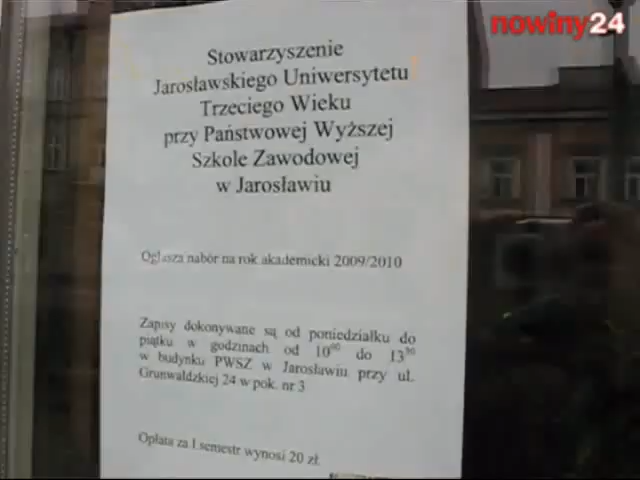 nowiny24
Stowarzyszenie
Jarosławskiego Uniwersytetu
Trzeciego Wieku
przy Państwowej Wyższej
Szkole Zawodowej
w Jarosławiu
Ogłasza nabór na rok akademicki 2009/2010
Zapisy dokonywane są od poniedziałku do
piątku w godzinach od 10⁰⁰ do 13³⁰
w budynku PWSZ w Jarosławiu przy ul.
Grunwaldzkiej 24 w pok. nr 3
Opłata za I semestr wynosi 20 zł.